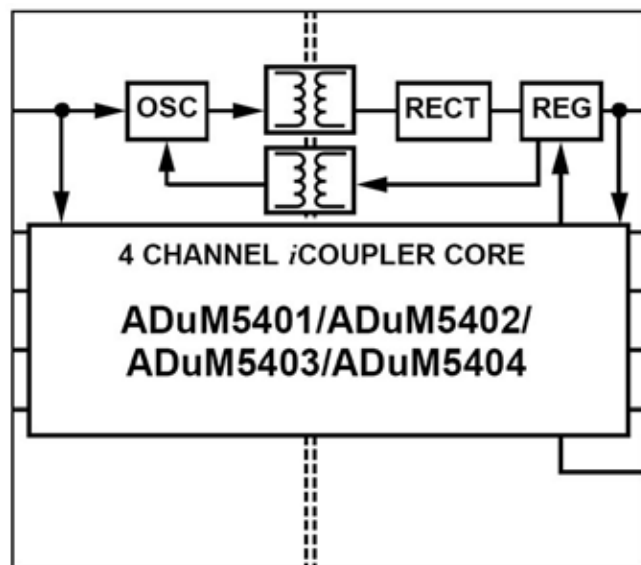 OSC
RECT
REG
4 CHANNEL iCOUPLER CORE
ADuM5401/ADuM5402/
ADuM5403/ADuM5404